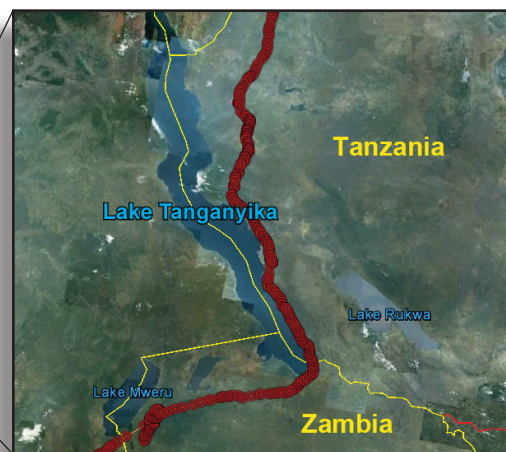 Tanzania
Lake Tanganyika
Lake Rukwa
Lake Mweru
Zambia